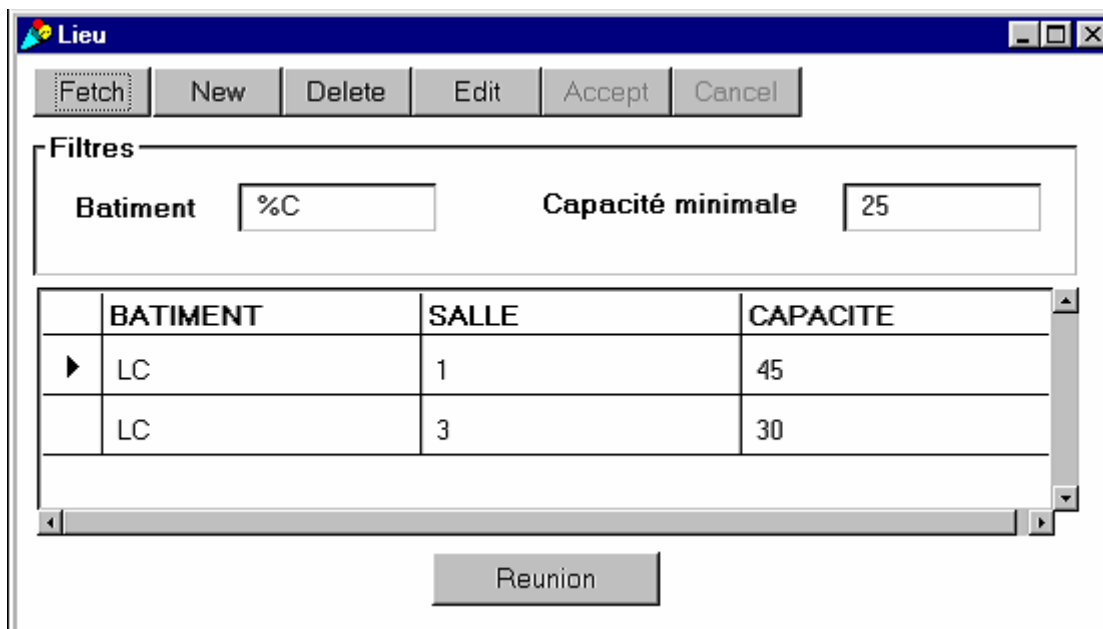 Lieu
Fetch New Delete Edit Accept Cancel
Filtres
Batiment %C Capacité minimale 25
BATIMENT SALLE CAPACITE
LC 1 45
LC 3 30
Reunion